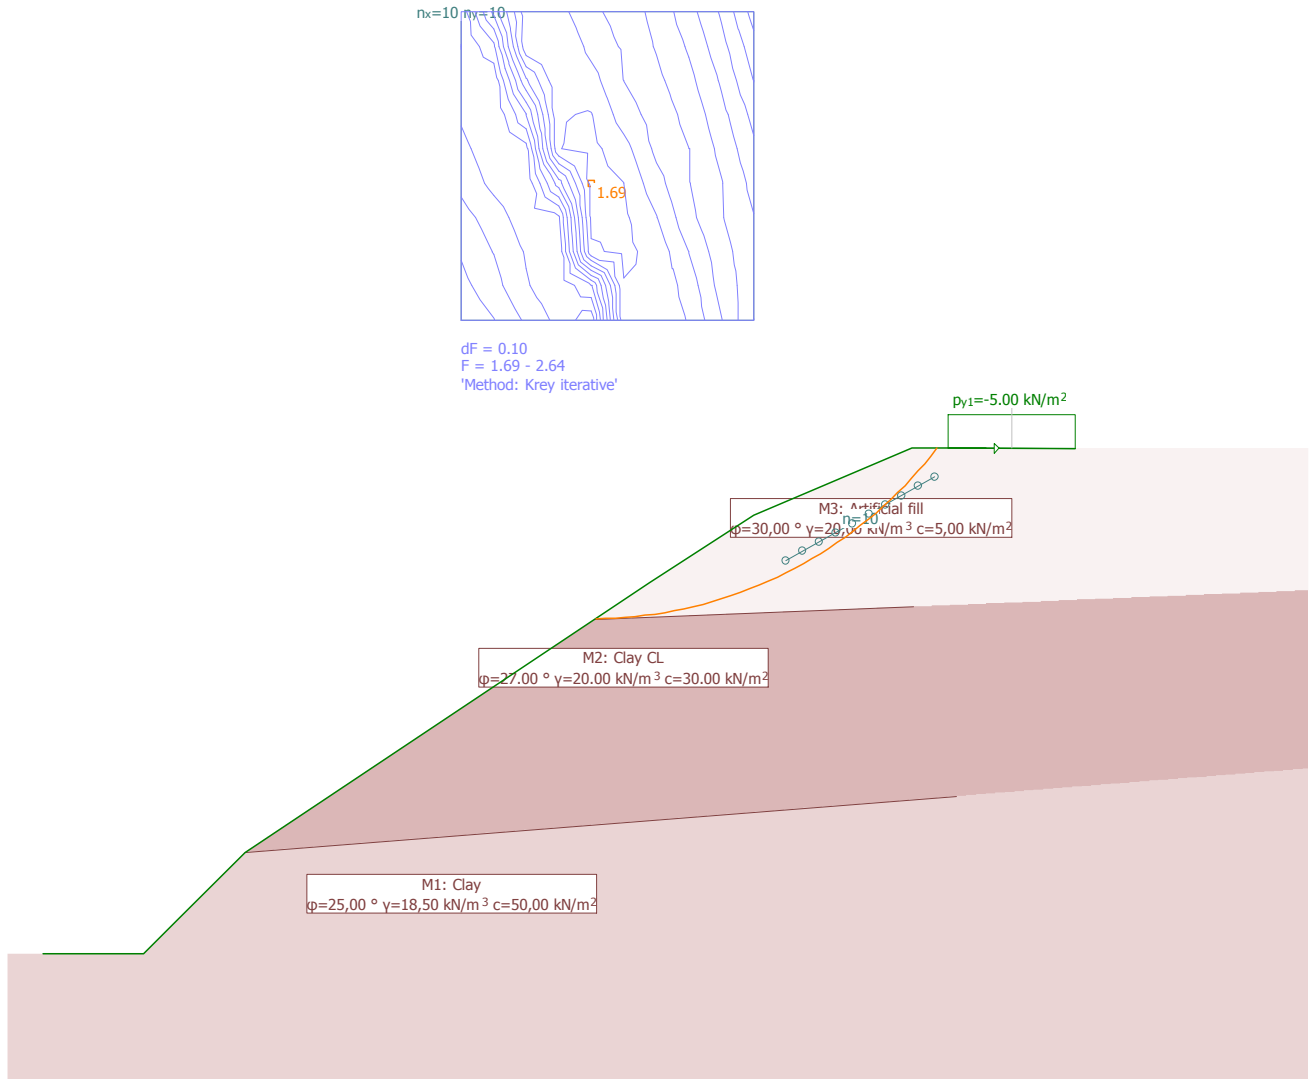 nx=10 ny=10
1.69
dF = 0.10
F = 1.69 - 2.64
'Method: Krey iterative'
py1=-5.00 kN/m²
M3: Artificial fill
n=10
φ=30,00 ° γ=20,00 kN/m³ c=5,00 kN/m²
M2: Clay CL
φ=27.00 ° γ=20.00 kN/m³ c=30.00 kN/m²
M1: Clay
φ=25,00 ° γ=18,50 kN/m³ c=50,00 kN/m²